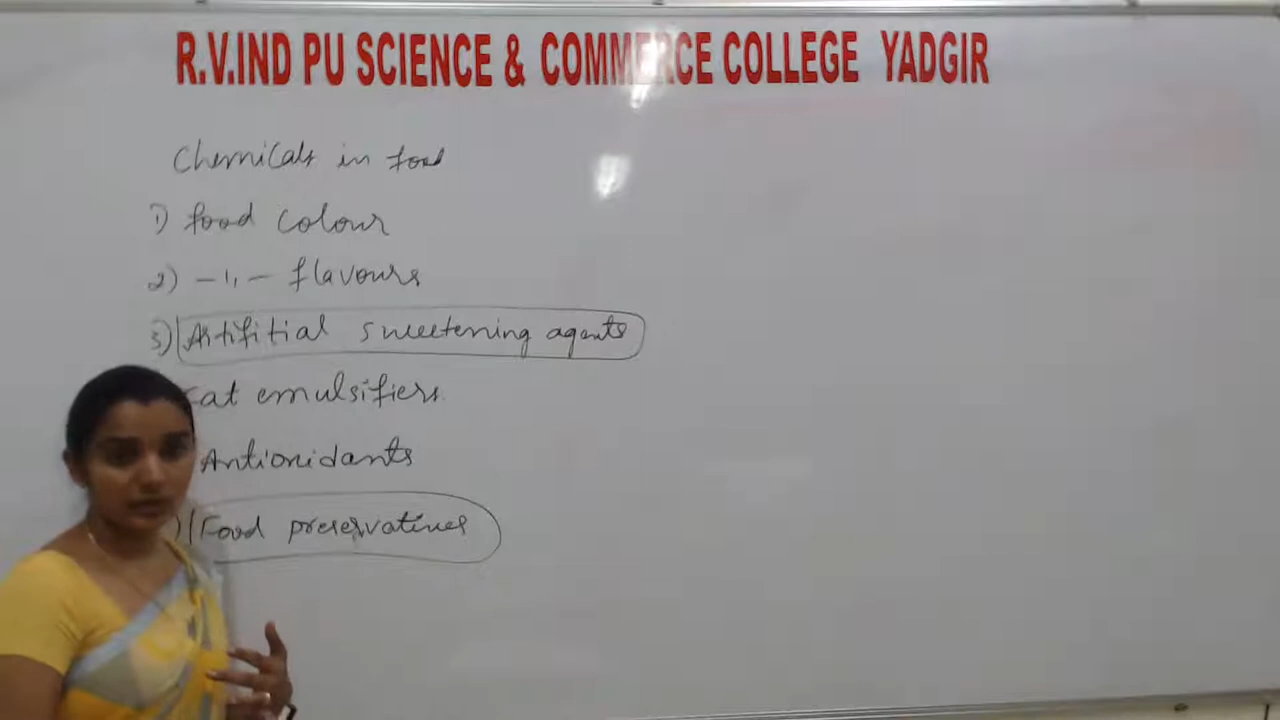 R.V.IND PU SCIENCE & COMMERCE COLLEGE YADGIR
Chemicals in food
1) food colour
2) –〃– flavours
3) Artifitial sweetening agents
Fat emulsifiers
Antioxidants
) Food preservatives